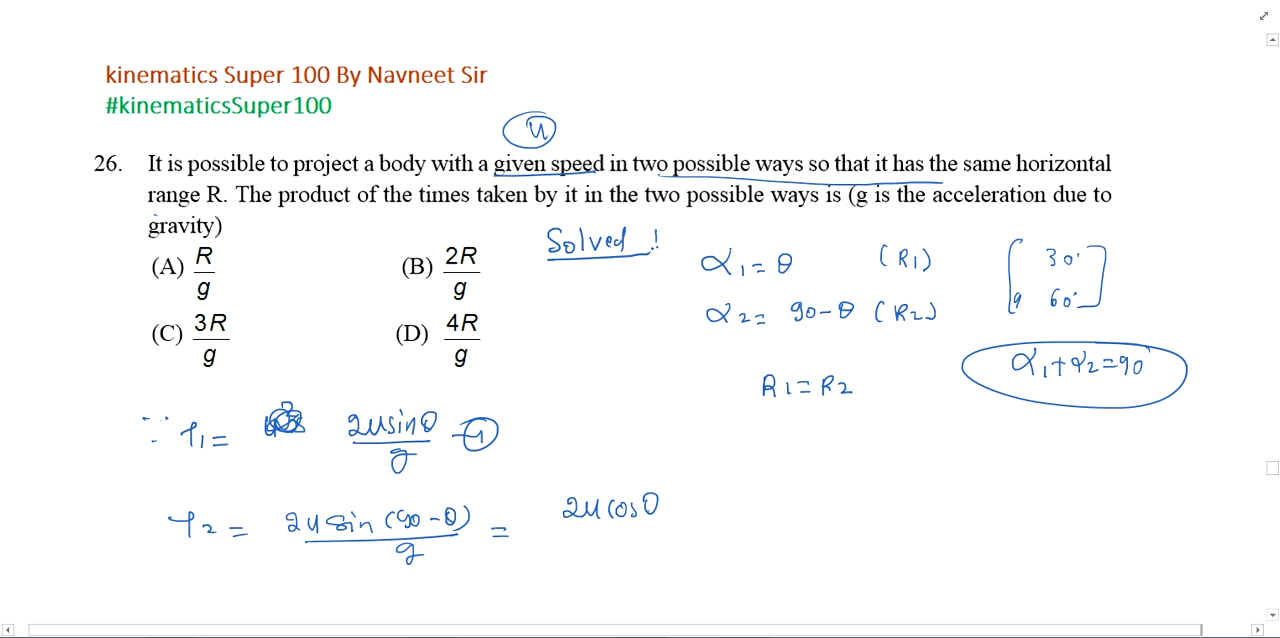 kinematics Super 100 By Navneet Sir
#kinematicsSuper100
u
26. It is possible to project a body with a given speed in two possible ways so that it has the same horizontal
range R. The product of the times taken by it in the two possible ways is (g is the acceleration due to
gravity)
Solved !
(A) R/g (B) 2R/g
(C) 3R/g (D) 4R/g
α1 = θ (R1)
α2 = 90-θ (R2)
30°
60°
R1 = R2
α1 + α2 = 90°
∵ T1 = 2u sinθ/g - 1
T2 = 2u sin(90-θ)/g = 2u cosθ